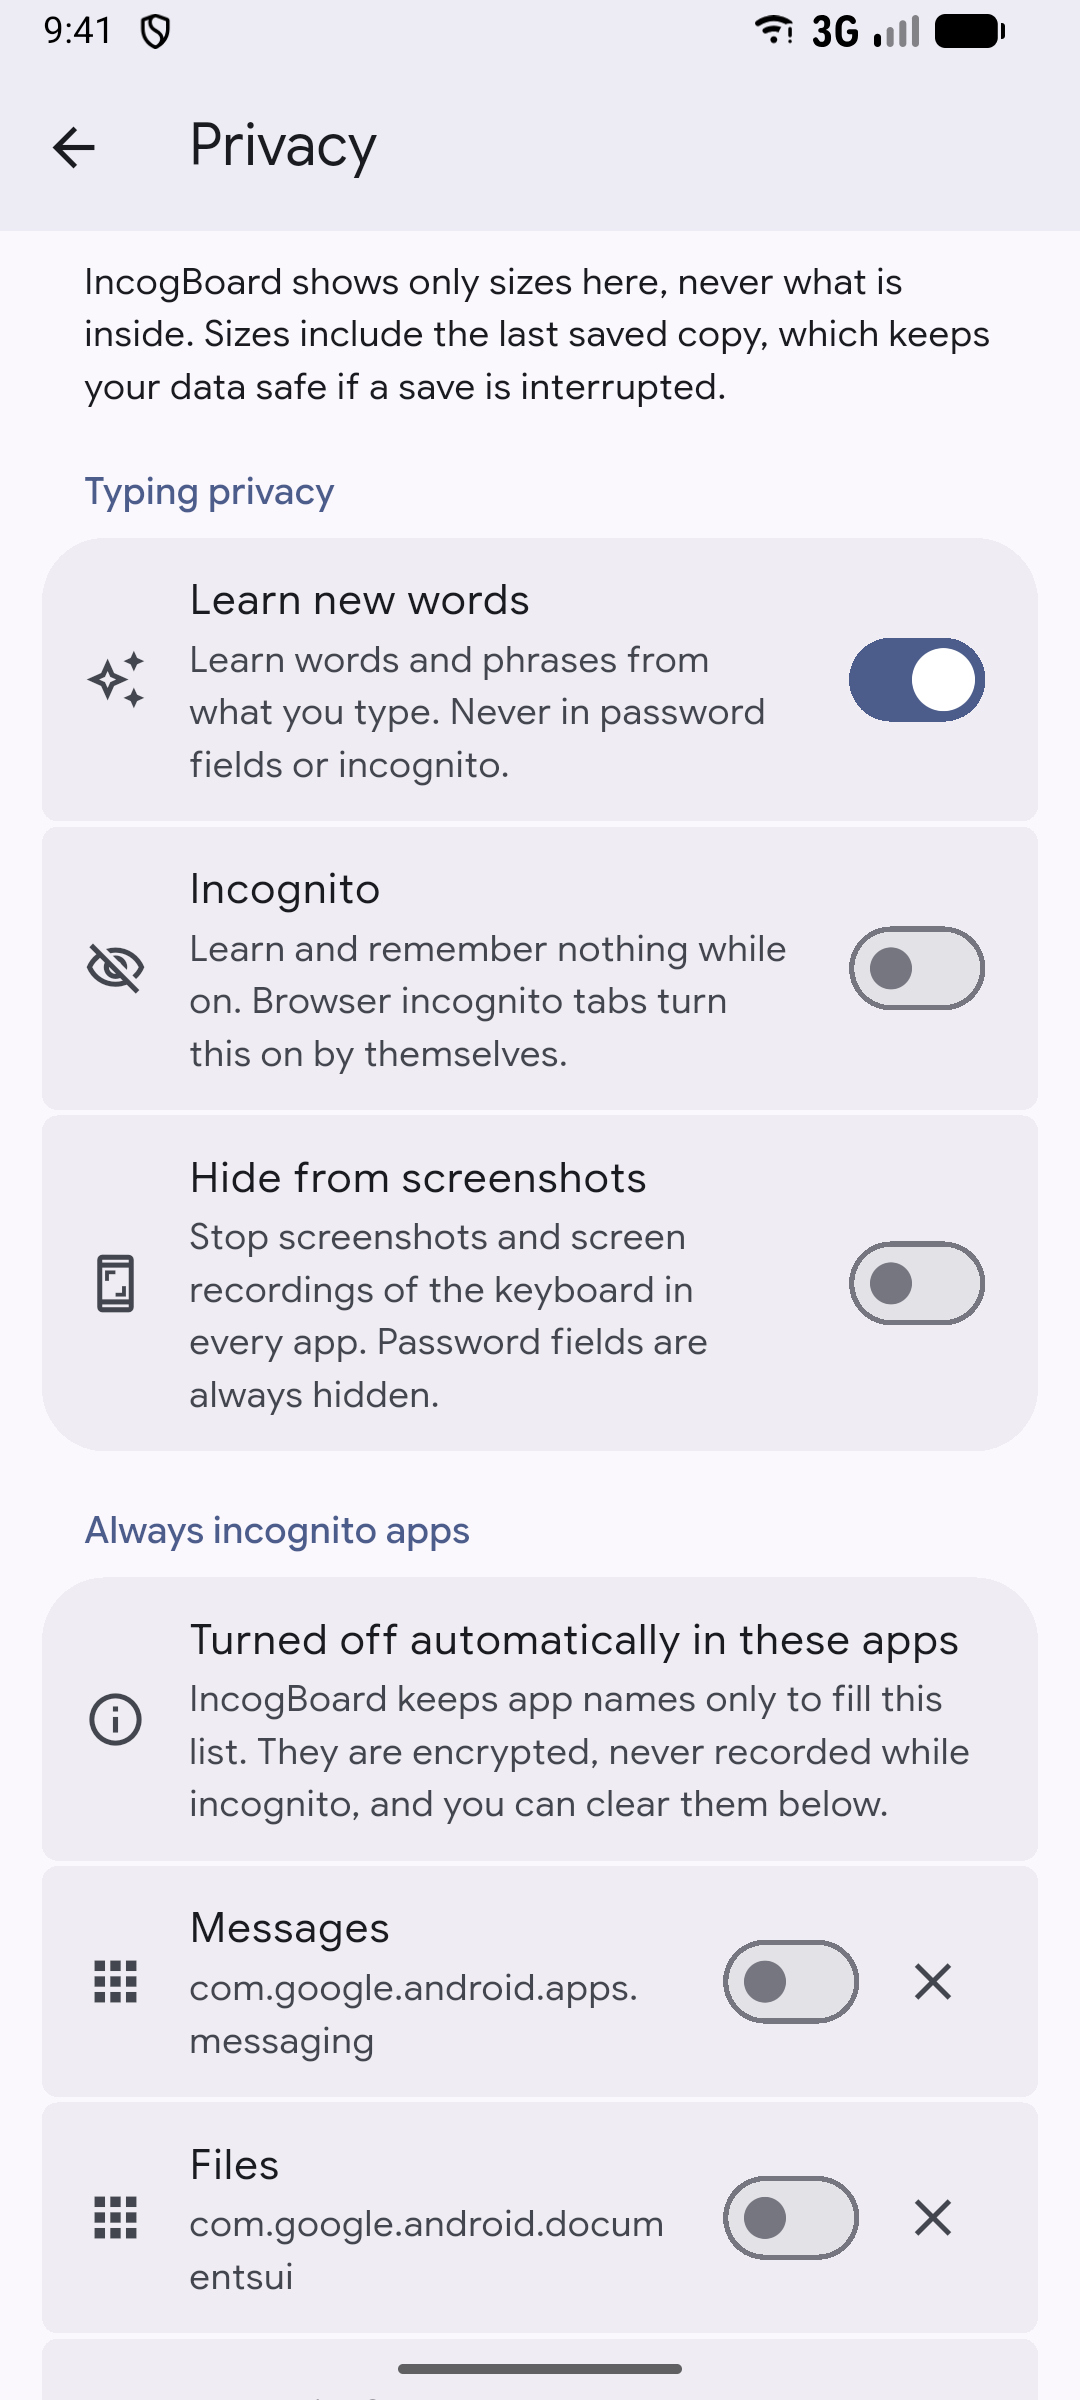 9:41
3G
Privacy
IncogBoard shows only sizes here, never what is
inside. Sizes include the last saved copy, which keeps
your data safe if a save is interrupted.
Typing privacy
Learn new words
Learn words and phrases from
what you type. Never in password
fields or incognito.
Incognito
Learn and remember nothing while
on. Browser incognito tabs turn
this on by themselves.
Hide from screenshots
Stop screenshots and screen
recordings of the keyboard in
every app. Password fields are
always hidden.
Always incognito apps
Turned off automatically in these apps
IncogBoard keeps app names only to fill this
list. They are encrypted, never recorded while
incognito, and you can clear them below.
Messages
com.google.android.apps.
messaging
Files
com.google.android.docum
entsui